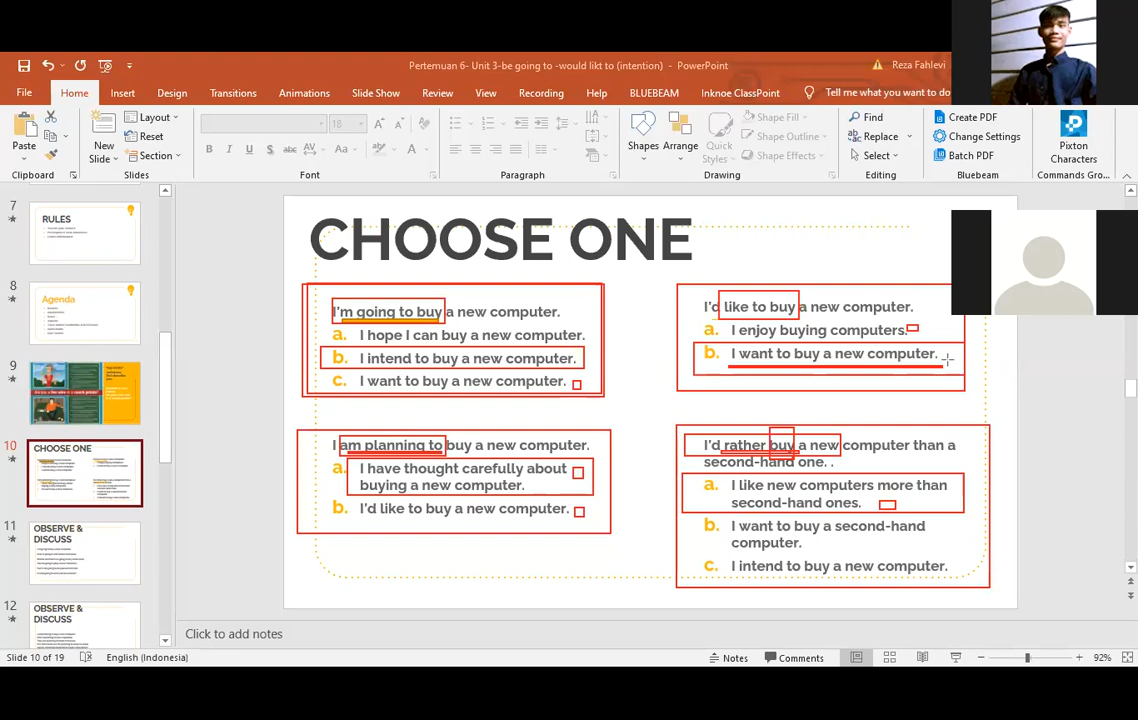 Pertemuan 6- Unit 3-be going to -would likt to (intention) - PowerPoint
Reza Fahlevi
File Home Insert Design Transitions Animations Slide Show Review View Recording Help BLUEBEAM Inknoe ClassPoint Tell me what you want to do
Paste
New
Slide
Layout
Reset
Section
18
Shapes
Arrange
Quick
Styles
Shape Fill
Shape Outline
Shape Effects
Find
Replace
Select
Create PDF
Change Settings
Batch PDF
Pixton
Characters
Clipboard Slides Font Paragraph Drawing Editing Bluebeam Commands Gro...
7
RULES
8
Agenda
9
10
CHOOSE ONE
11
OBSERVE &
DISCUSS
12
OBSERVE &
DISCUSS
CHOOSE ONE
I'm going to buy a new computer.
a. I hope I can buy a new computer.
b. I intend to buy a new computer.
c. I want to buy a new computer.
I'd like to buy a new computer.
a. I enjoy buying computers.
b. I want to buy a new computer.
I am planning to buy a new computer.
a. I have thought carefully about
buying a new computer.
b. I'd like to buy a new computer.
I'd rather buy a new computer than a
second-hand one. .
a. I like new computers more than
second-hand ones.
b. I want to buy a second-hand
computer.
c. I intend to buy a new computer.
Click to add notes
Slide 10 of 19 English (Indonesia) Notes Comments 92%